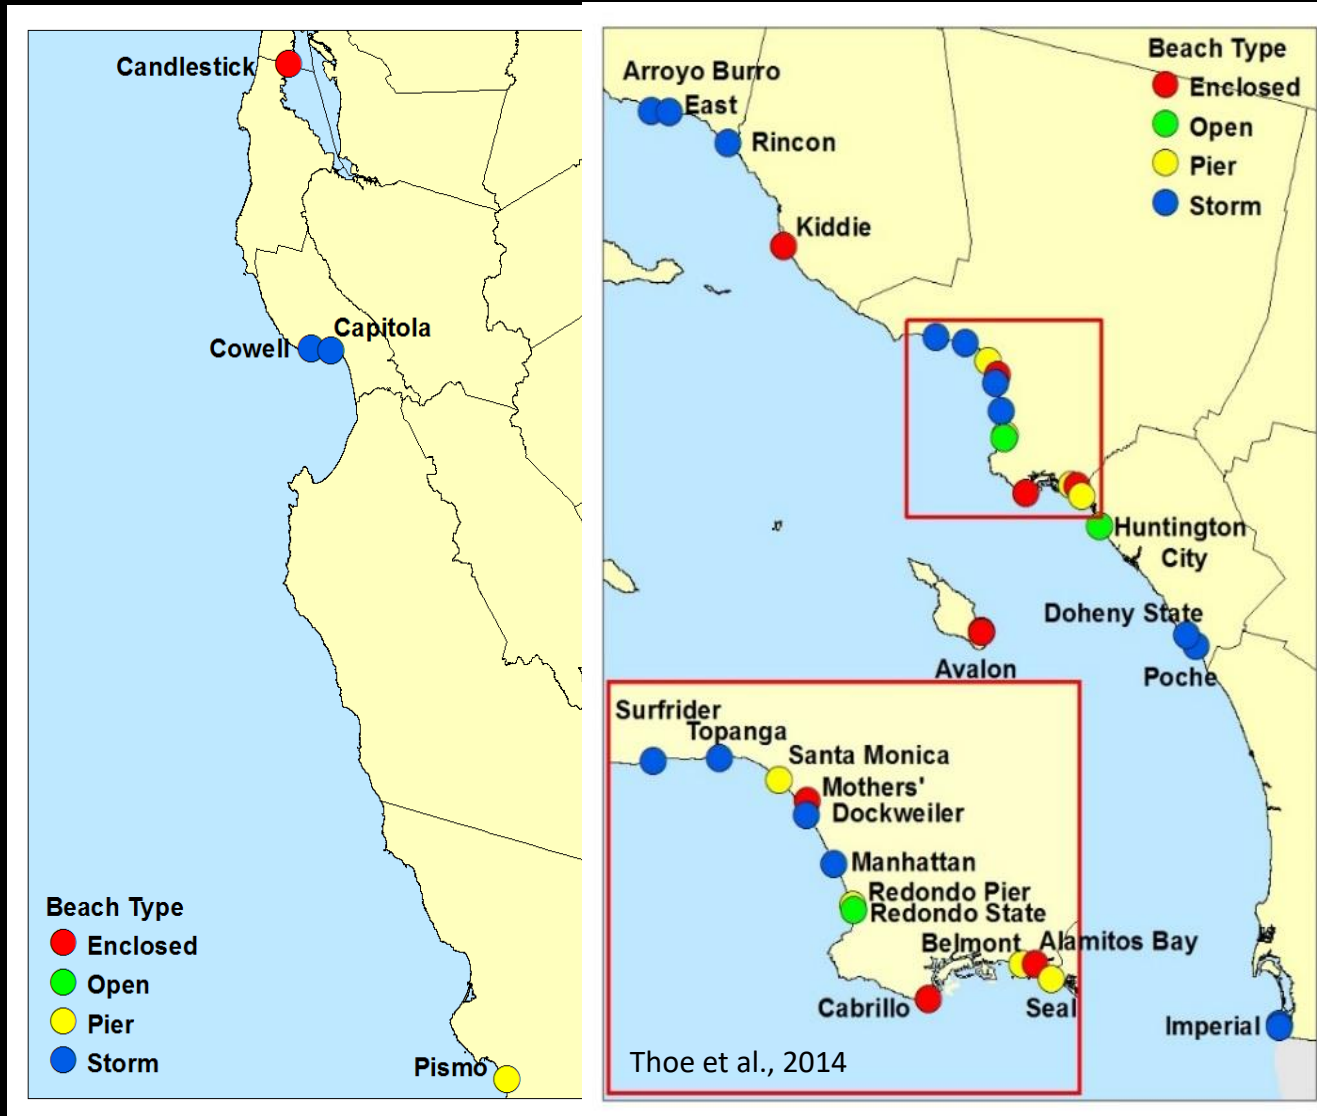 Candlestick
Capitola
Cowell
Beach Type
Enclosed
Open
Pier
Storm
Pismo
Beach Type
Enclosed
Open
Pier
Storm
Arroyo Burro
East
Rincon
Kiddie
Huntington
City
Doheny State
Poche
Avalon
Surfrider
Topanga
Santa Monica
Mothers'
Dockweiler
Manhattan
Redondo Pier
Redondo State
Belmont
Alamitos Bay
Cabrillo
Seal
Imperial
Thoe et al., 2014